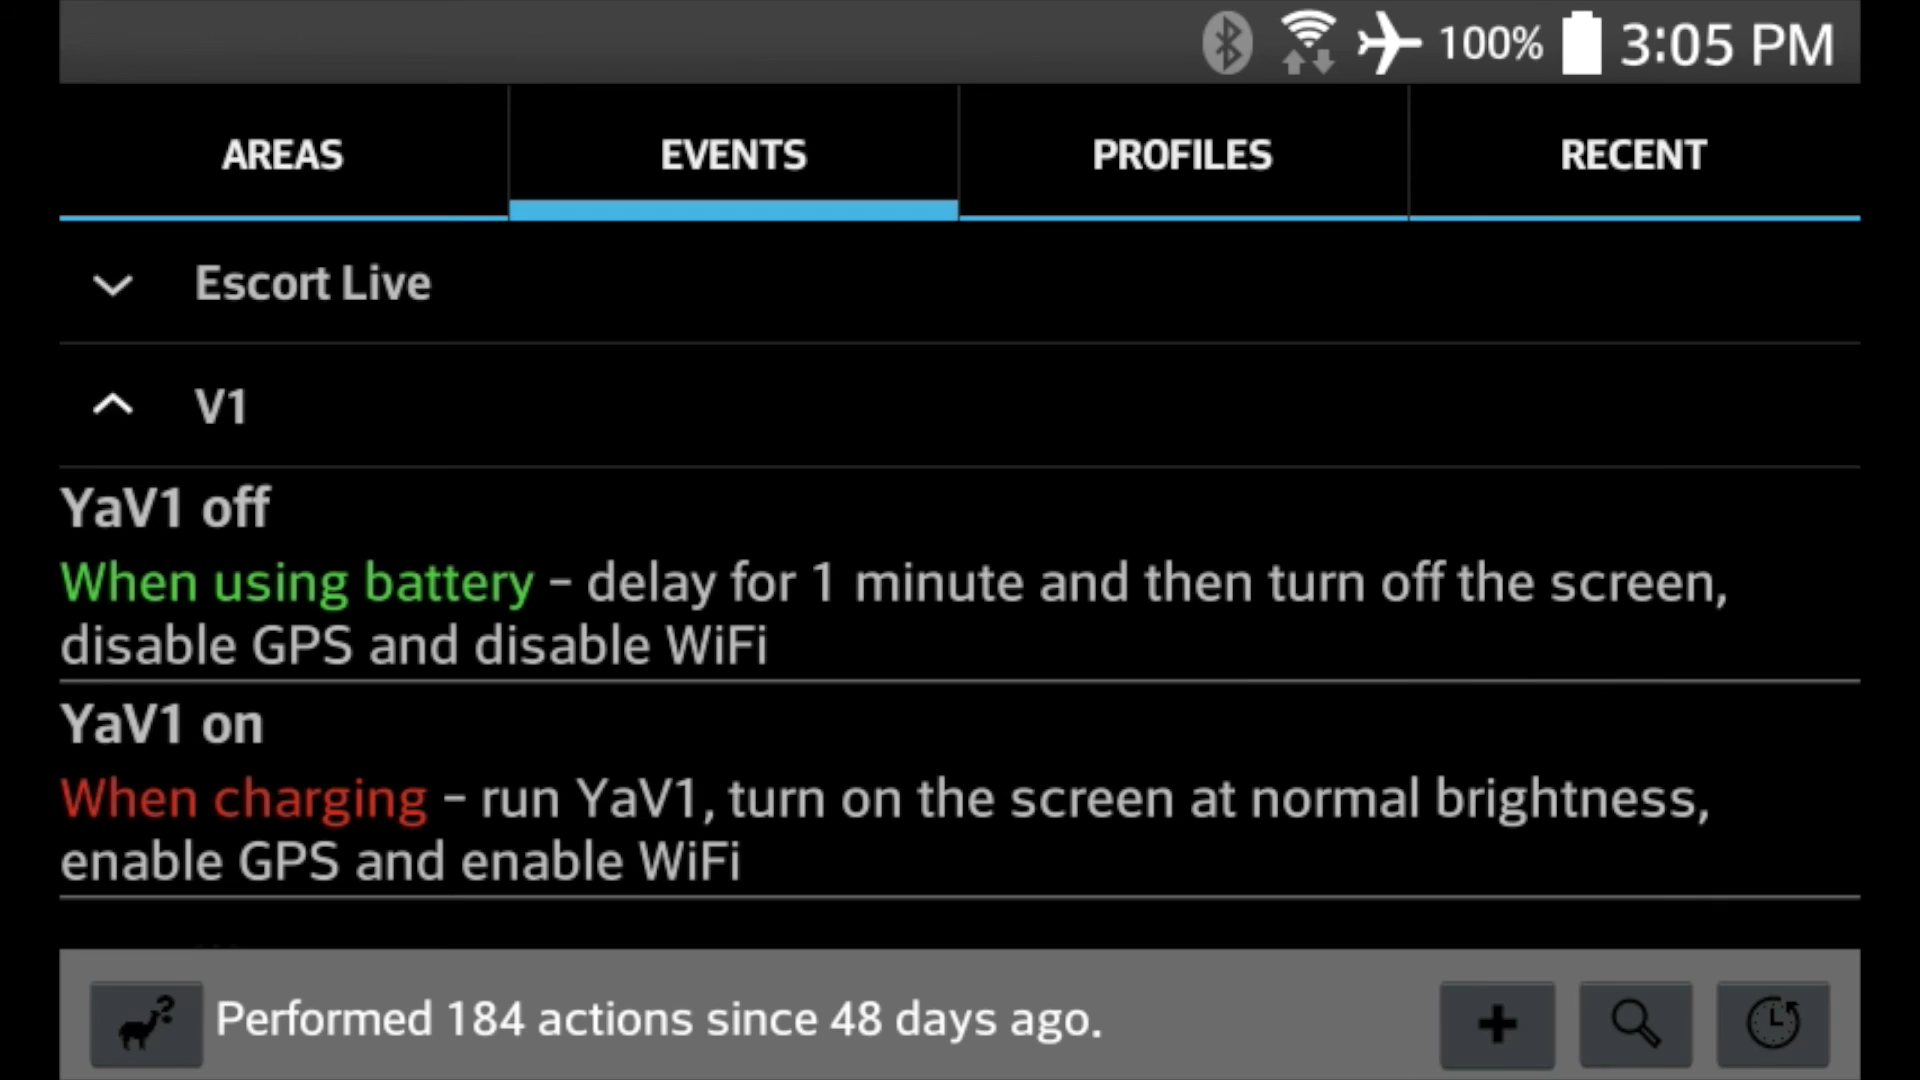 100% 3:05 PM
AREAS EVENTS PROFILES RECENT
Escort Live
V1
YaV1 off
When using battery – delay for 1 minute and then turn off the screen,
disable GPS and disable WiFi
YaV1 on
When charging – run YaV1, turn on the screen at normal brightness,
enable GPS and enable WiFi
Performed 184 actions since 48 days ago.